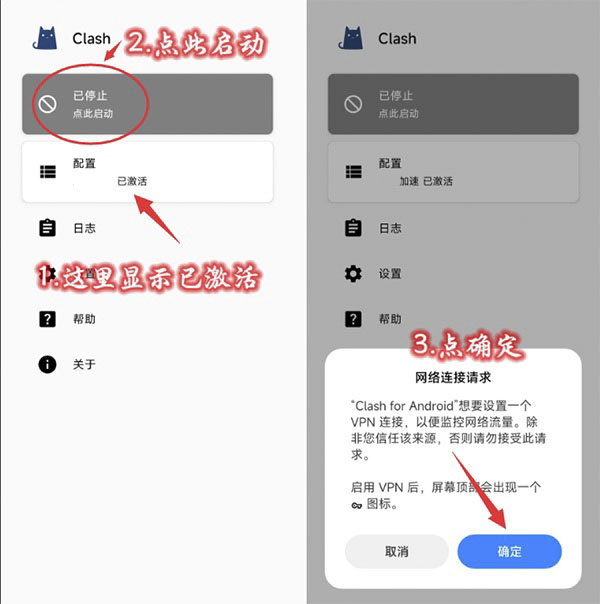 Clash
2.点此启动
已停止
点此启动
配置
已激活
日志
1.这里显示已激活
置
帮助
关于
Clash
已停止
点此启动
配置
加速 已激活
日志
设置
帮助
3.点确定
网络连接请求
“Clash for Android”想要设置一个
VPN 连接，以便监控网络流量。除
非您信任该来源，否则请勿接受此请
求。
启用 VPN 后，屏幕顶部会出现一个
图标。
取消
确定